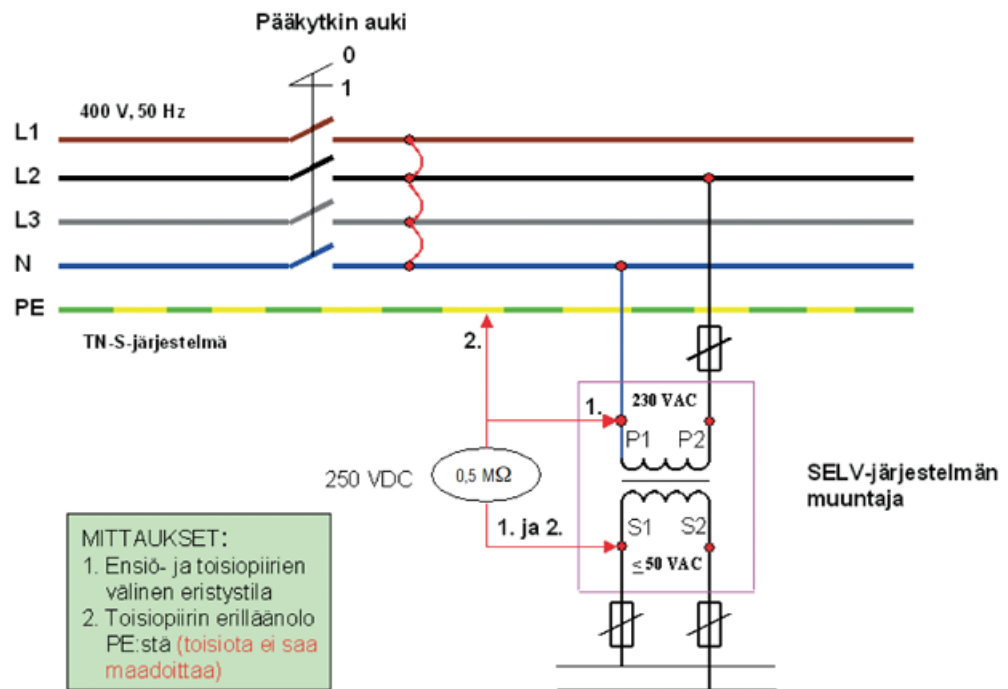 Pääkytkin auki
0
1
400 V, 50 Hz
L1
L2
L3
N
PE
TN-S-järjestelmä
2.
1.
230 VAC
P1 P2
250 VDC
0,5 MΩ
SELV-järjestelmän
muuntaja
1. ja 2.
S1 S2
≤ 50 VAC
MITTAUKSET:
1. Ensiö- ja toisiopiirien
välinen eristystila
2. Toisiopiirin erilläänolo
PE:stä (toisiota ei saa
maadoittaa)